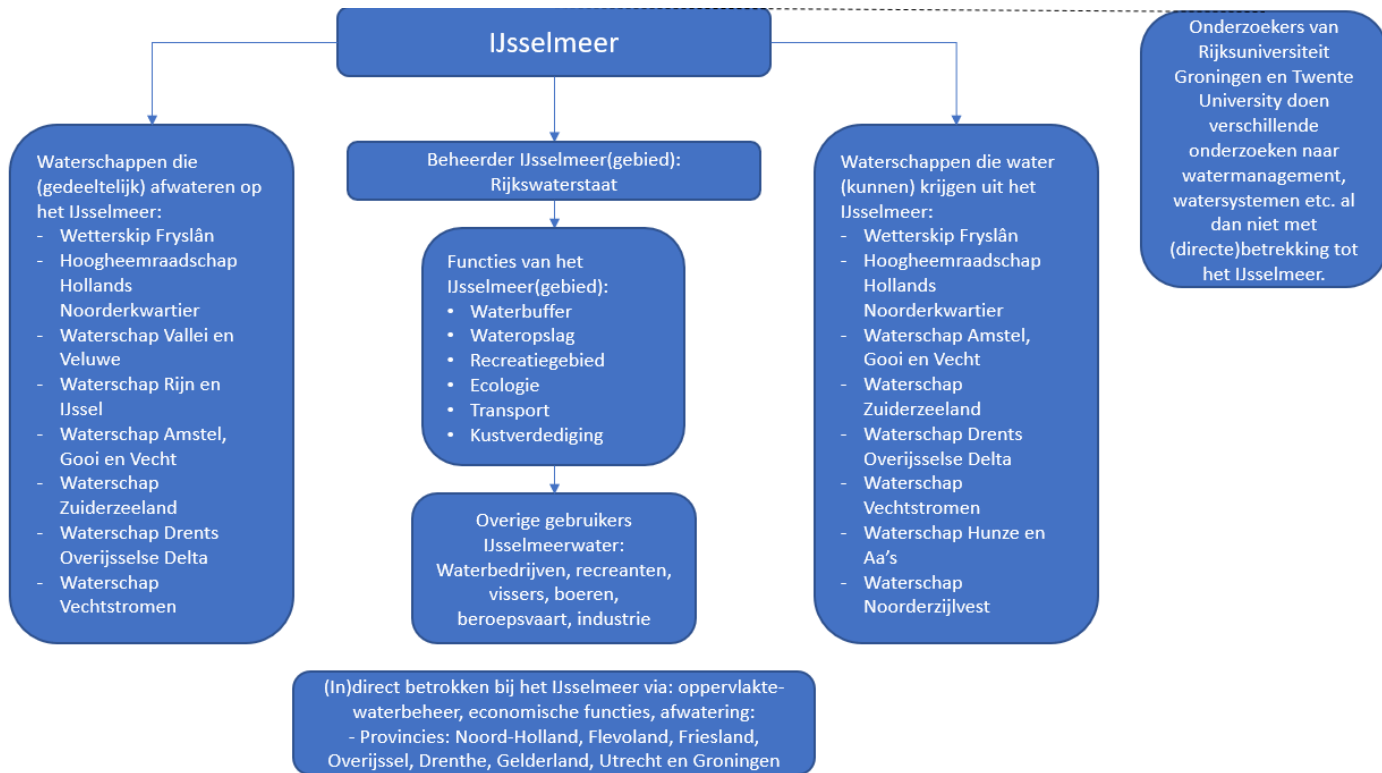 IJsselmeer
Onderzoekers van
Rijksuniversiteit
Groningen en Twente
University doen
verschillende
onderzoeken naar
watermanagement,
watersystemen etc. al
dan niet met
(directe)betrekking tot
het IJsselmeer.
Waterschappen die
(gedeeltelijk) afwateren op
het IJsselmeer:
- Wetterskip Fryslân
- Hoogheemraadschap
Hollands
Noorderkwartier
- Waterschap Vallei en
Veluwe
- Waterschap Rijn en
IJssel
- Waterschap Amstel,
Gooi en Vecht
- Waterschap
Zuiderzeeland
- Waterschap Drents
Overijsselse Delta
- Waterschap
Vechtstromen
Beheerder IJsselmeer(gebied):
Rijkswaterstaat
Functies van het
IJsselmeer(gebied):
• Waterbuffer
• Wateropslag
• Recreatiegebied
• Ecologie
• Transport
• Kustverdediging
Overige gebruikers
IJsselmeerwater:
Waterbedrijven, recreanten,
vissers, boeren,
beroepsvaart, industrie
Waterschappen die water
(kunnen) krijgen uit het
IJsselmeer:
- Wetterskip Fryslân
- Hoogheemraadschap
Hollands
Noorderkwartier
- Waterschap Amstel,
Gooi en Vecht
- Waterschap
Zuiderzeeland
- Waterschap Drents
Overijsselse Delta
- Waterschap
Vechtstromen
- Waterschap Hunze en
Aa’s
- Waterschap
Noorderzijlvest
(In)direct betrokken bij het IJsselmeer via: oppervlakte-
waterbeheer, economische functies, afwatering:
- Provincies: Noord-Holland, Flevoland, Friesland,
Overijssel, Drenthe, Gelderland, Utrecht en Groningen